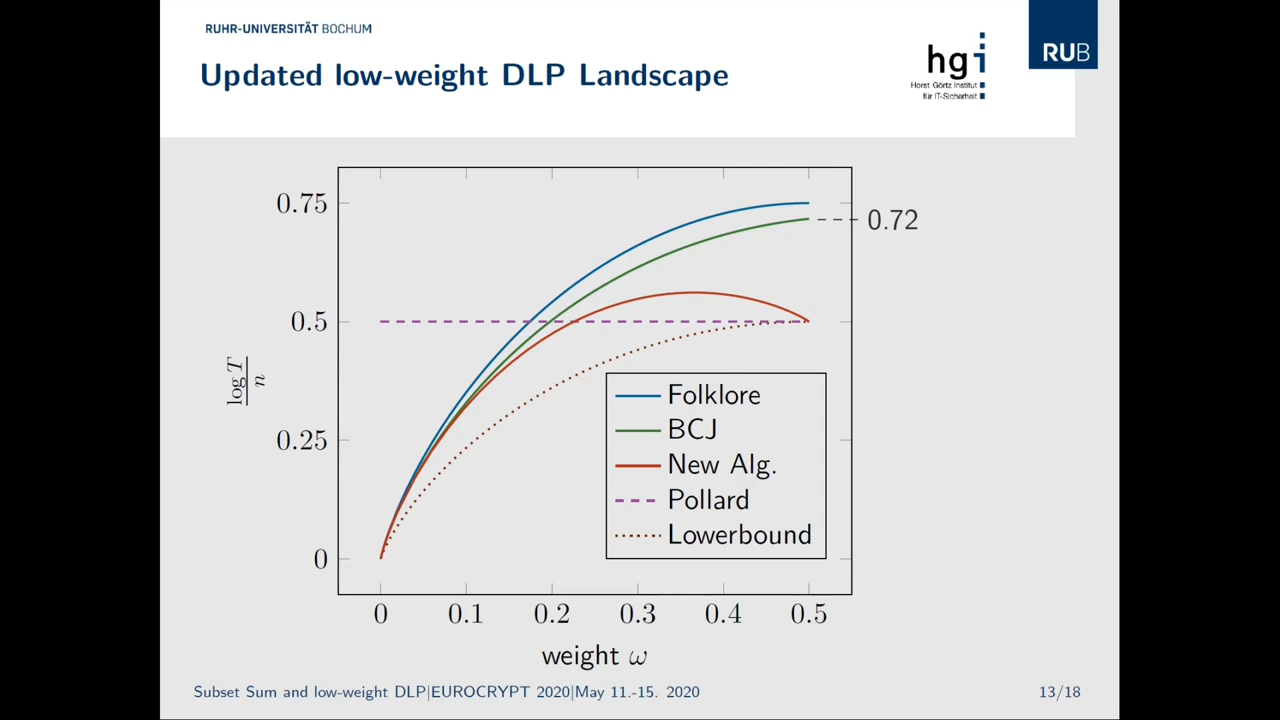 RUHR-UNIVERSITÄT BOCHUM
Updated low-weight DLP Landscape
hgi
Horst Görtz Institut
für IT-Sicherheit
RUB
0.75
0.5
0.25
0
log T
n
0.72
Folklore
BCJ
New Alg.
Pollard
Lowerbound
0 0.1 0.2 0.3 0.4 0.5
weight ω
Subset Sum and low-weight DLP|EUROCRYPT 2020|May 11.-15. 2020 13/18